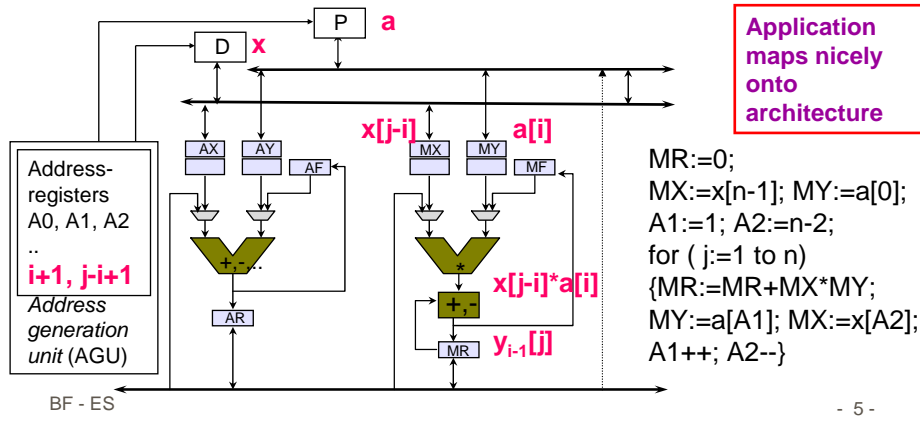 P
a
D
x
Application
maps nicely
onto
architecture
x[j-i]
a[i]
AX
AY
AF
MX
MY
MF
Address-
registers
A0, A1, A2
..
i+1, j-i+1
Address
generation
unit (AGU)
+,-,..
*
x[j-i]*a[i]
+,-
AR
y_{i-1}[j]
MR
MR:=0;
MX:=x[n-1]; MY:=a[0];
A1:=1; A2:=n-2;
for ( j:=1 to n)
{MR:=MR+MX*MY;
MY:=a[A1]; MX:=x[A2];
A1++; A2--}
BF - ES
- 5 -